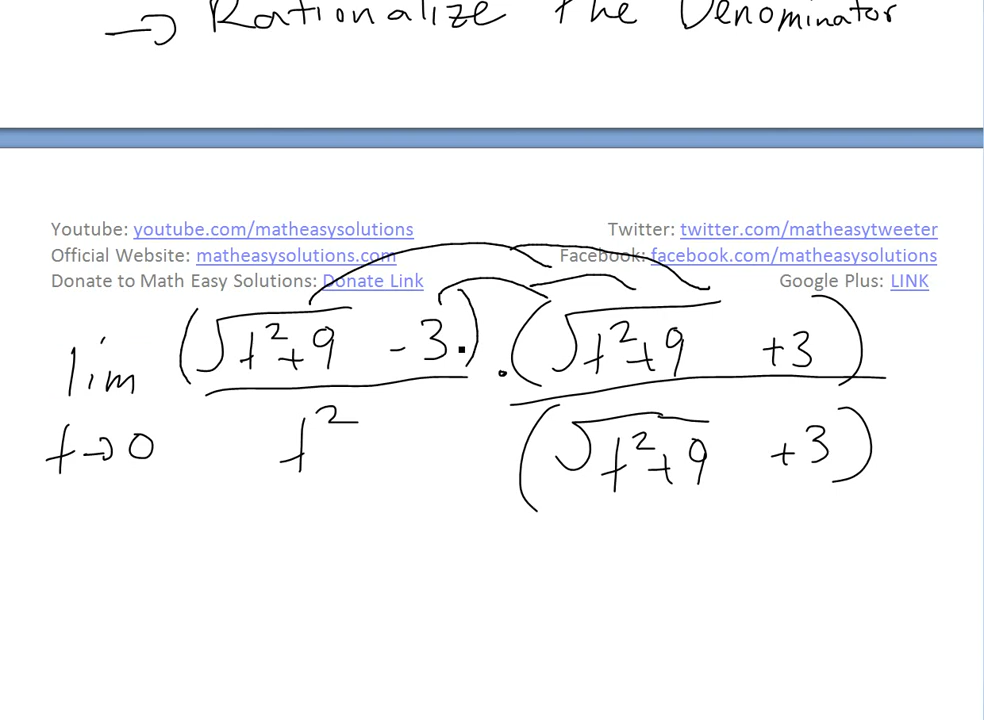 → Rationalize the Denominator
Youtube: youtube.com/matheasysolutions
Twitter: twitter.com/matheasytweeter
Official Website: matheasysolutions.com
Facebook: facebook.com/matheasysolutions
Donate to Math Easy Solutions: Donate Link
Google Plus: LINK
(√t²+9 - 3) · (√t²+9 +3)
lim
t→0 t² (√t²+9 +3)